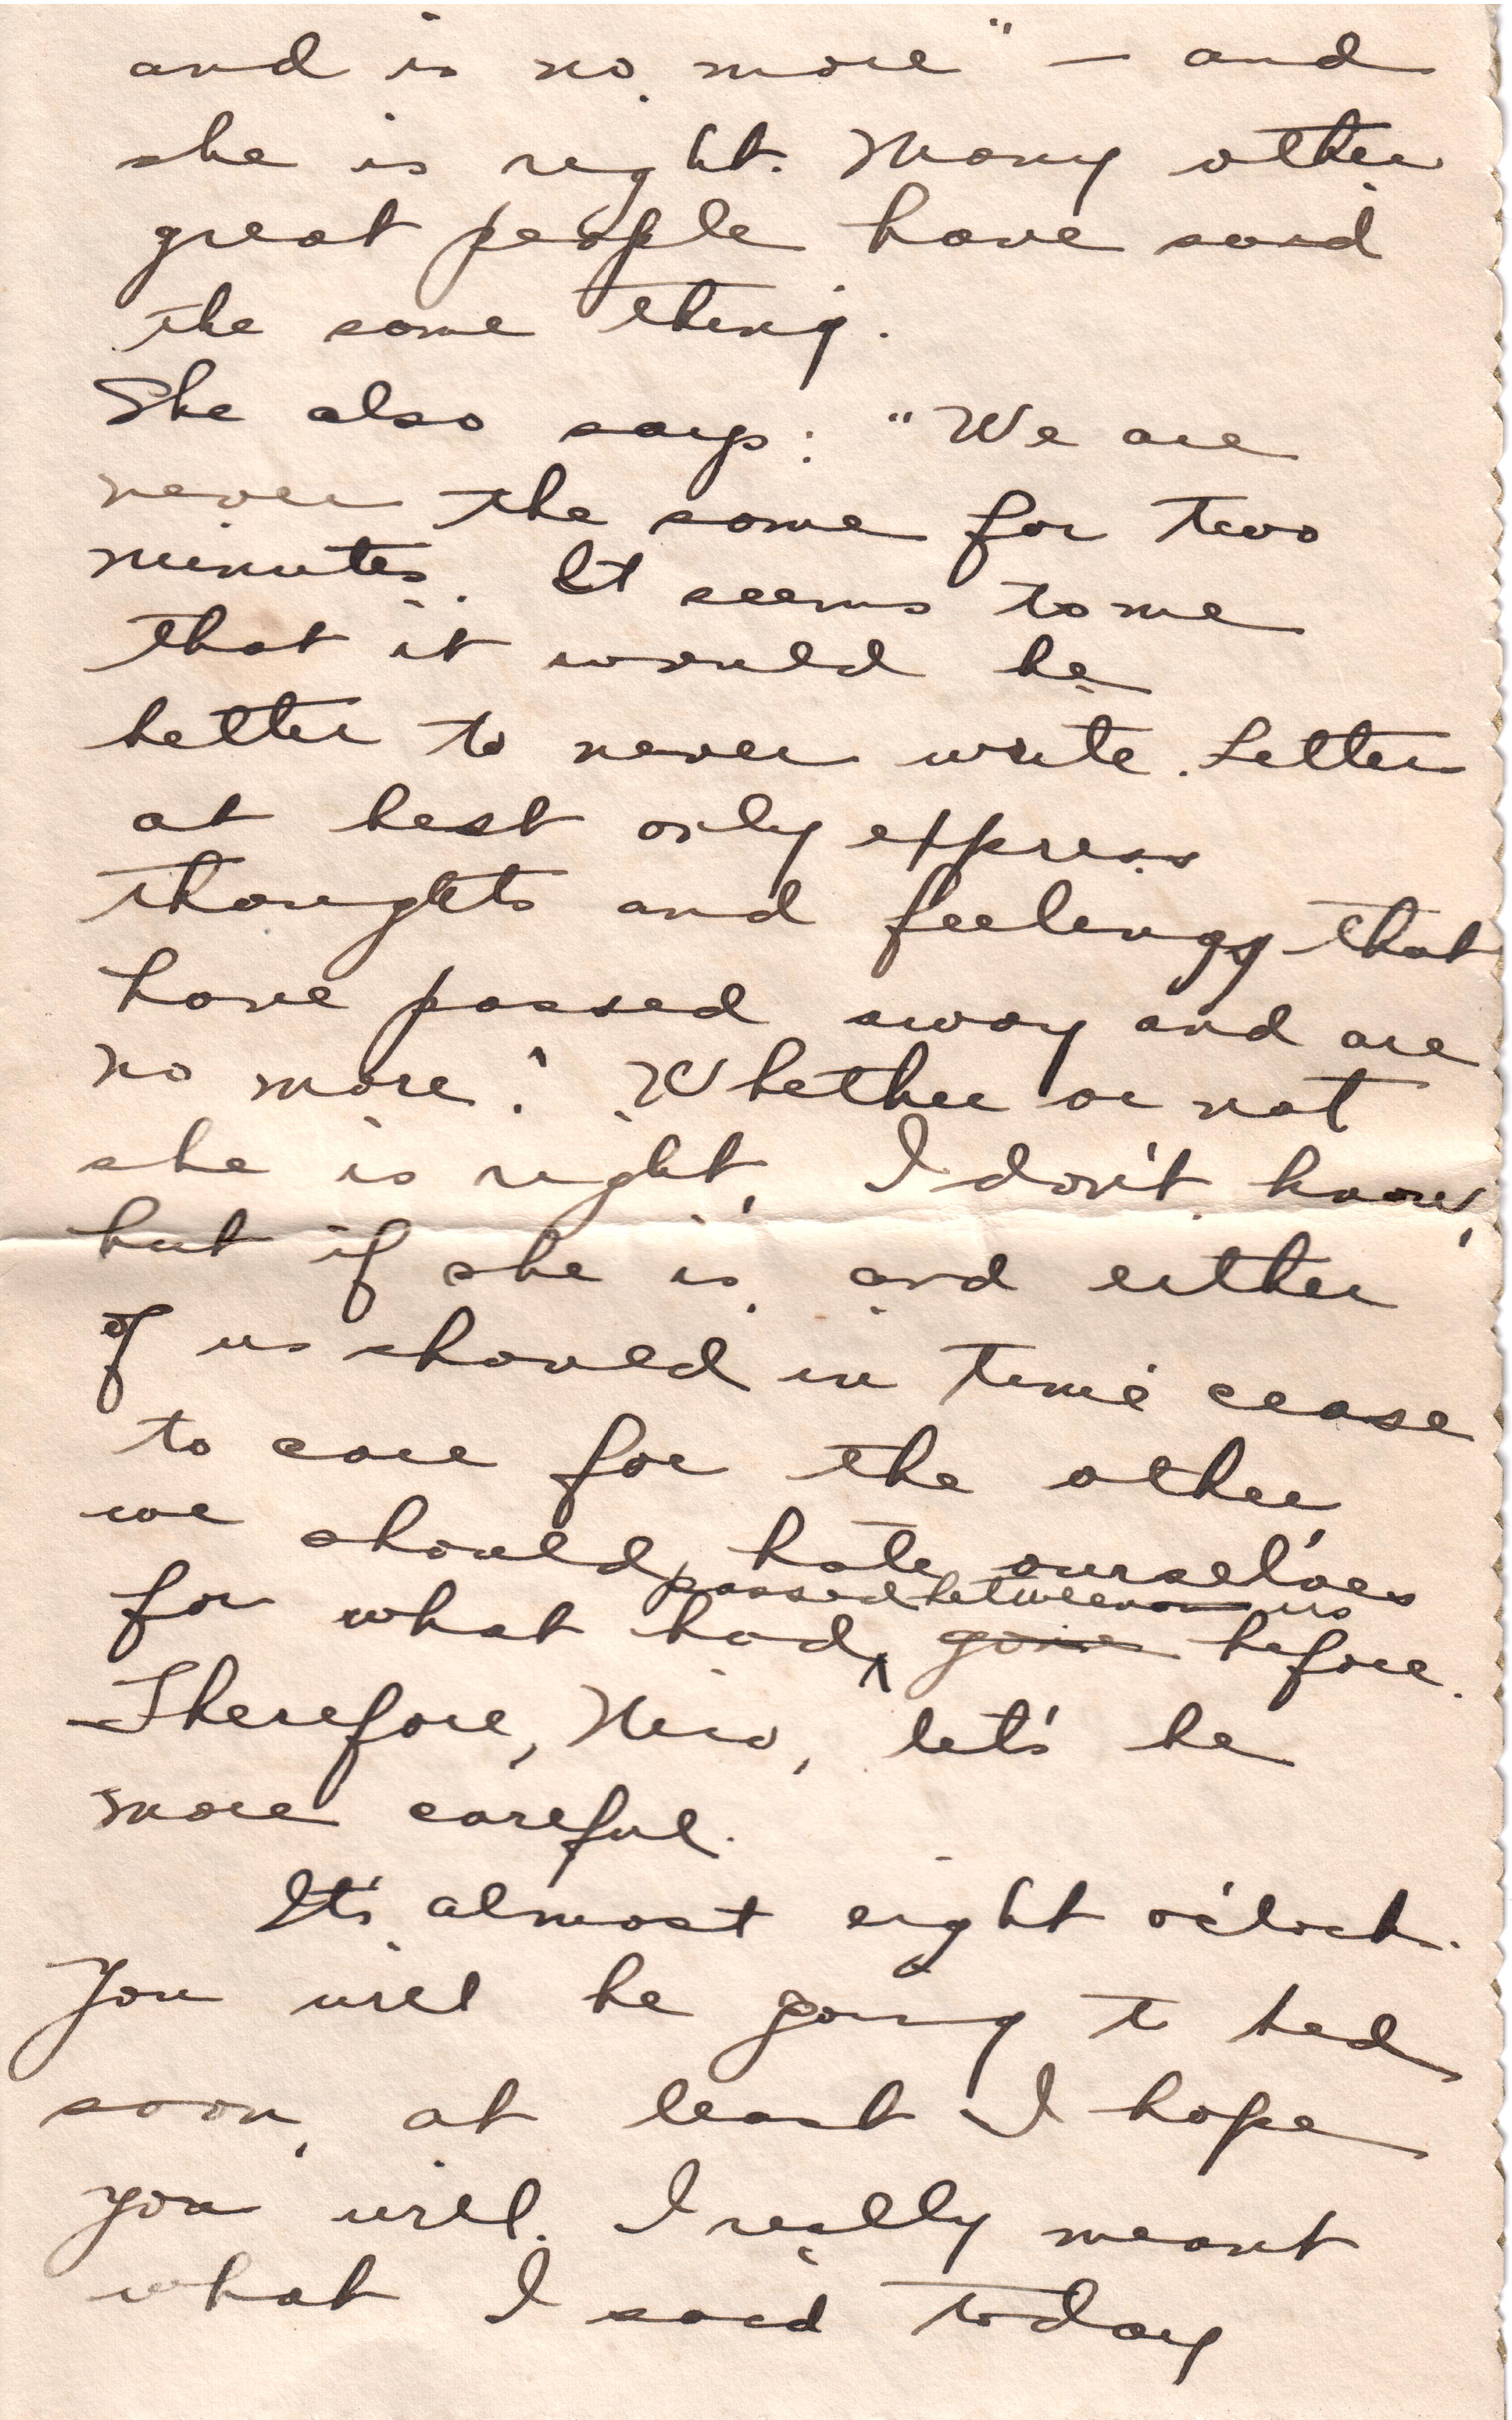 and is no more" — and
she is right. Many other
great people have said
the same thing.
She also says: "We are
never the same for two
minutes. It seems to me
that it would be
better to never write. Letters
at best only express
thoughts and feelings that
have passed away and are
no more." Whether or not
she is right, I don't know,
but if she is, and either
of us should in time cease
to care for the other
we should hate ourselves
passed between us
for what had gone before.
Therefore, let's be
more careful.
It's almost eight o'clock.
You will be going to bed
soon, at least I hope
you will. I really meant
what I said today